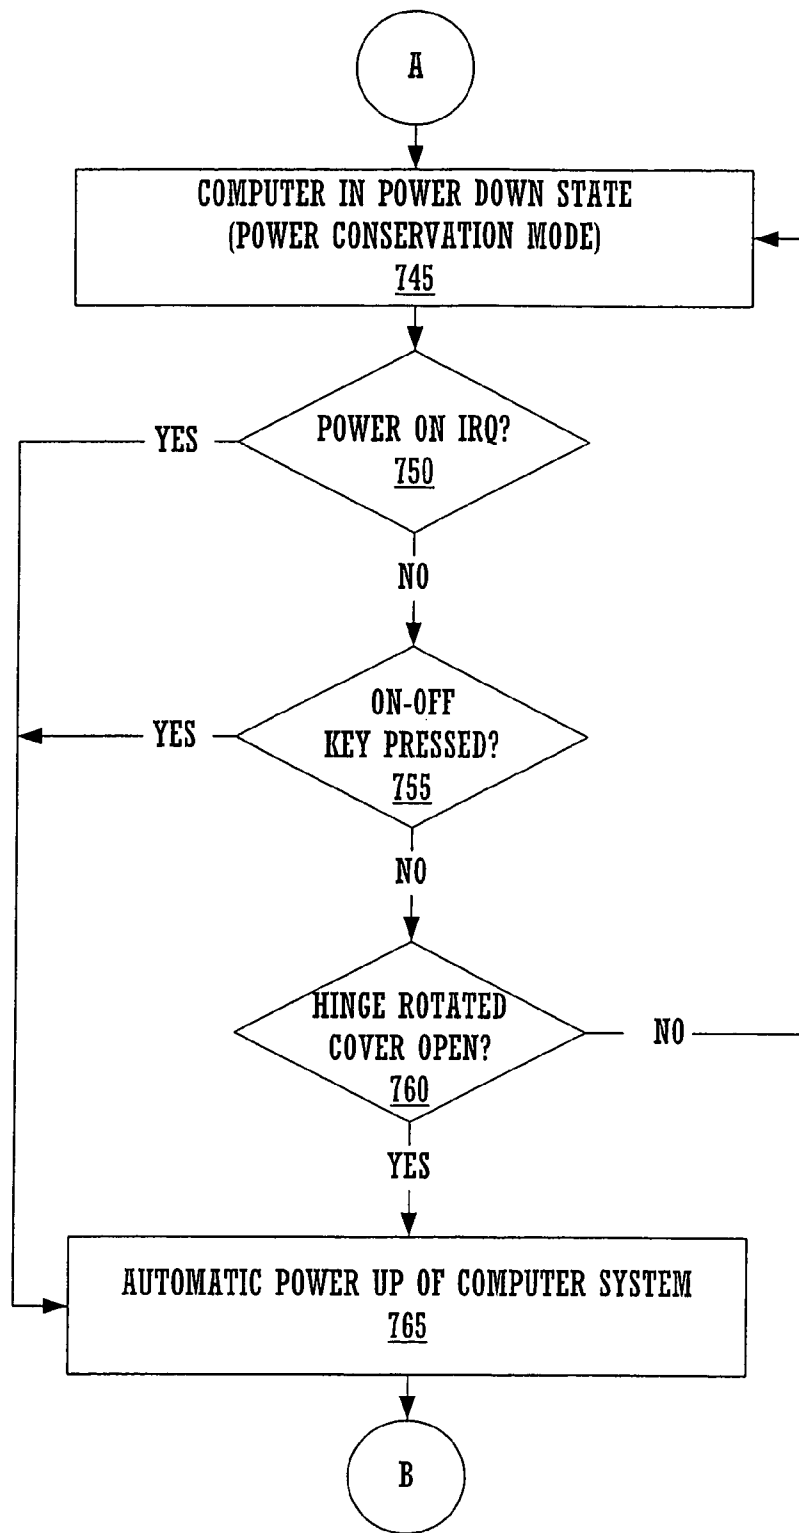 A
COMPUTER IN POWER DOWN STATE
(POWER CONSERVATION MODE)
745
POWER ON IRQ?
750
YES
NO
ON-OFF
KEY PRESSED?
755
YES
NO
HINGE ROTATED
COVER OPEN?
760
NO
YES
AUTOMATIC POWER UP OF COMPUTER SYSTEM
765
B